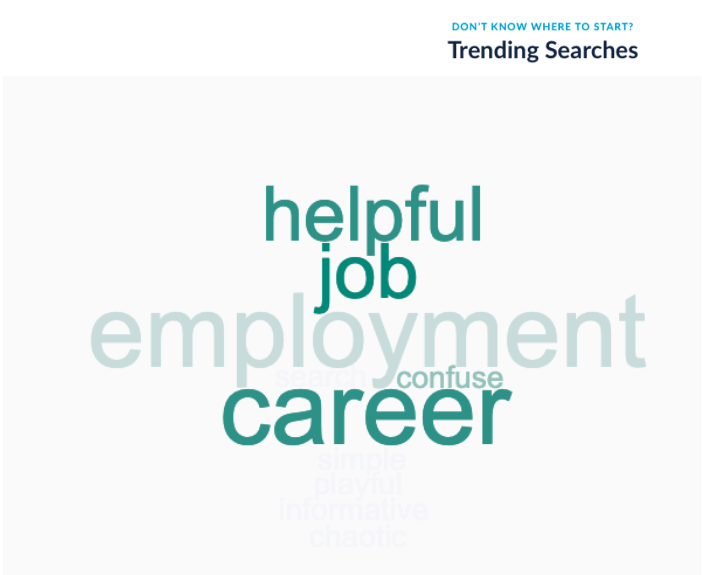 DON'T KNOW WHERE TO START?
Trending Searches
helpful
job
employment
search confuse
career
simple
playful
informative
chaotic